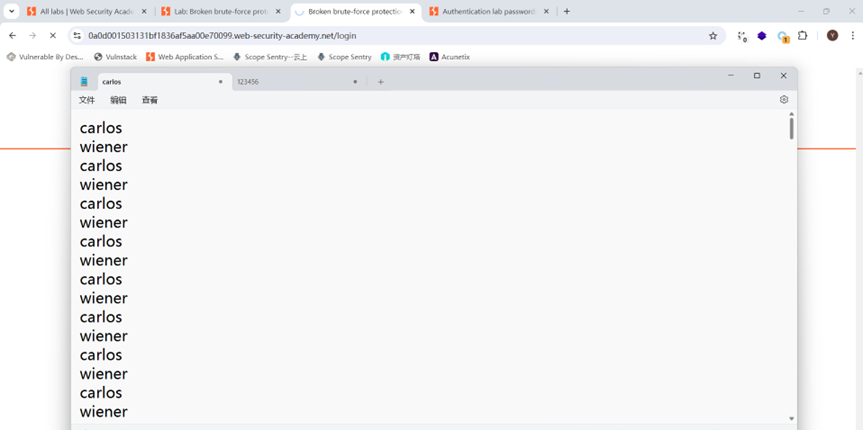 All labs | Web Security Acade
Lab: Broken brute-force prote
Broken brute-force protection
Authentication lab passwords
0a0d001503131bf1836af5aa00e70099.web-security-academy.net/login
Vulnerable By Des...
Vulnstack
Web Application S...
Scope Sentry--云上
Scope Sentry
资产灯塔
Acunetix
carlos
123456
文件
编辑
查看
carlos
wiener
carlos
wiener
carlos
wiener
carlos
wiener
carlos
wiener
carlos
wiener
carlos
wiener
carlos
wiener